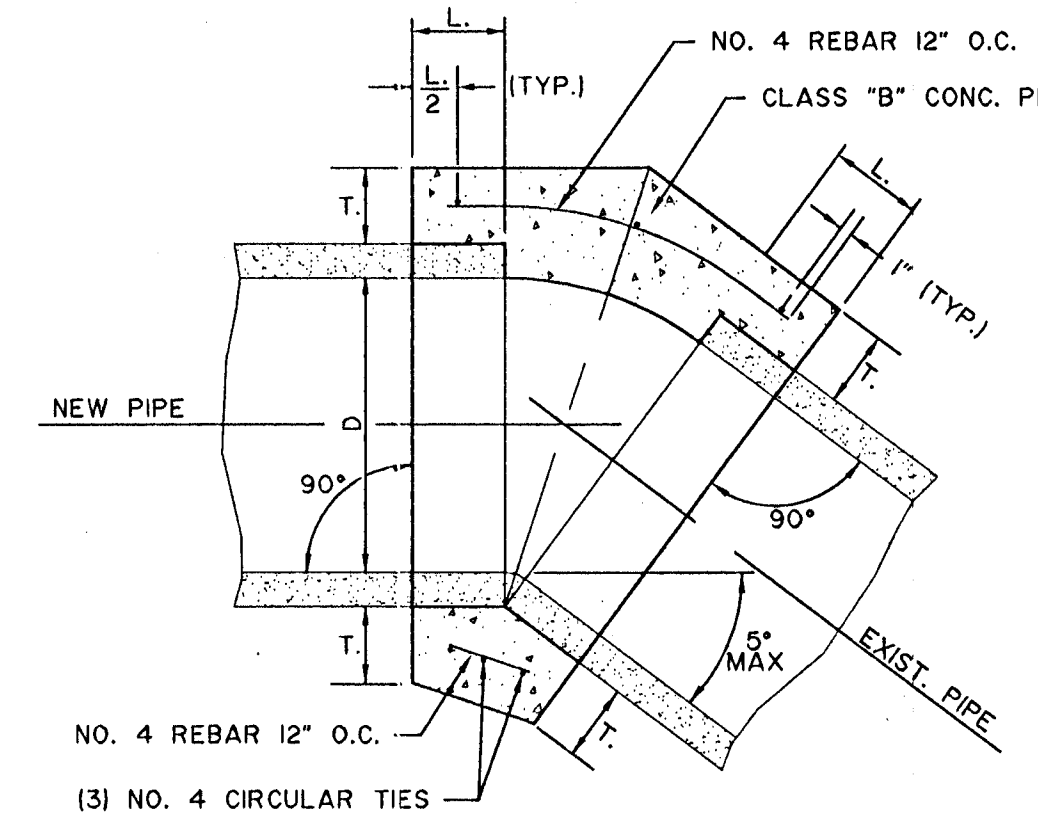 L.
L.
2
(TYP.)
NO. 4 REBAR 12" O.C.
CLASS "B" CONC.
L.
1" (TYP.)
T.
T.
NEW PIPE
D
90°
90°
5°
MAX
EXIST. PIPE
T.
T.
NO. 4 REBAR 12" O.C.
(3) NO. 4 CIRCULAR TIES